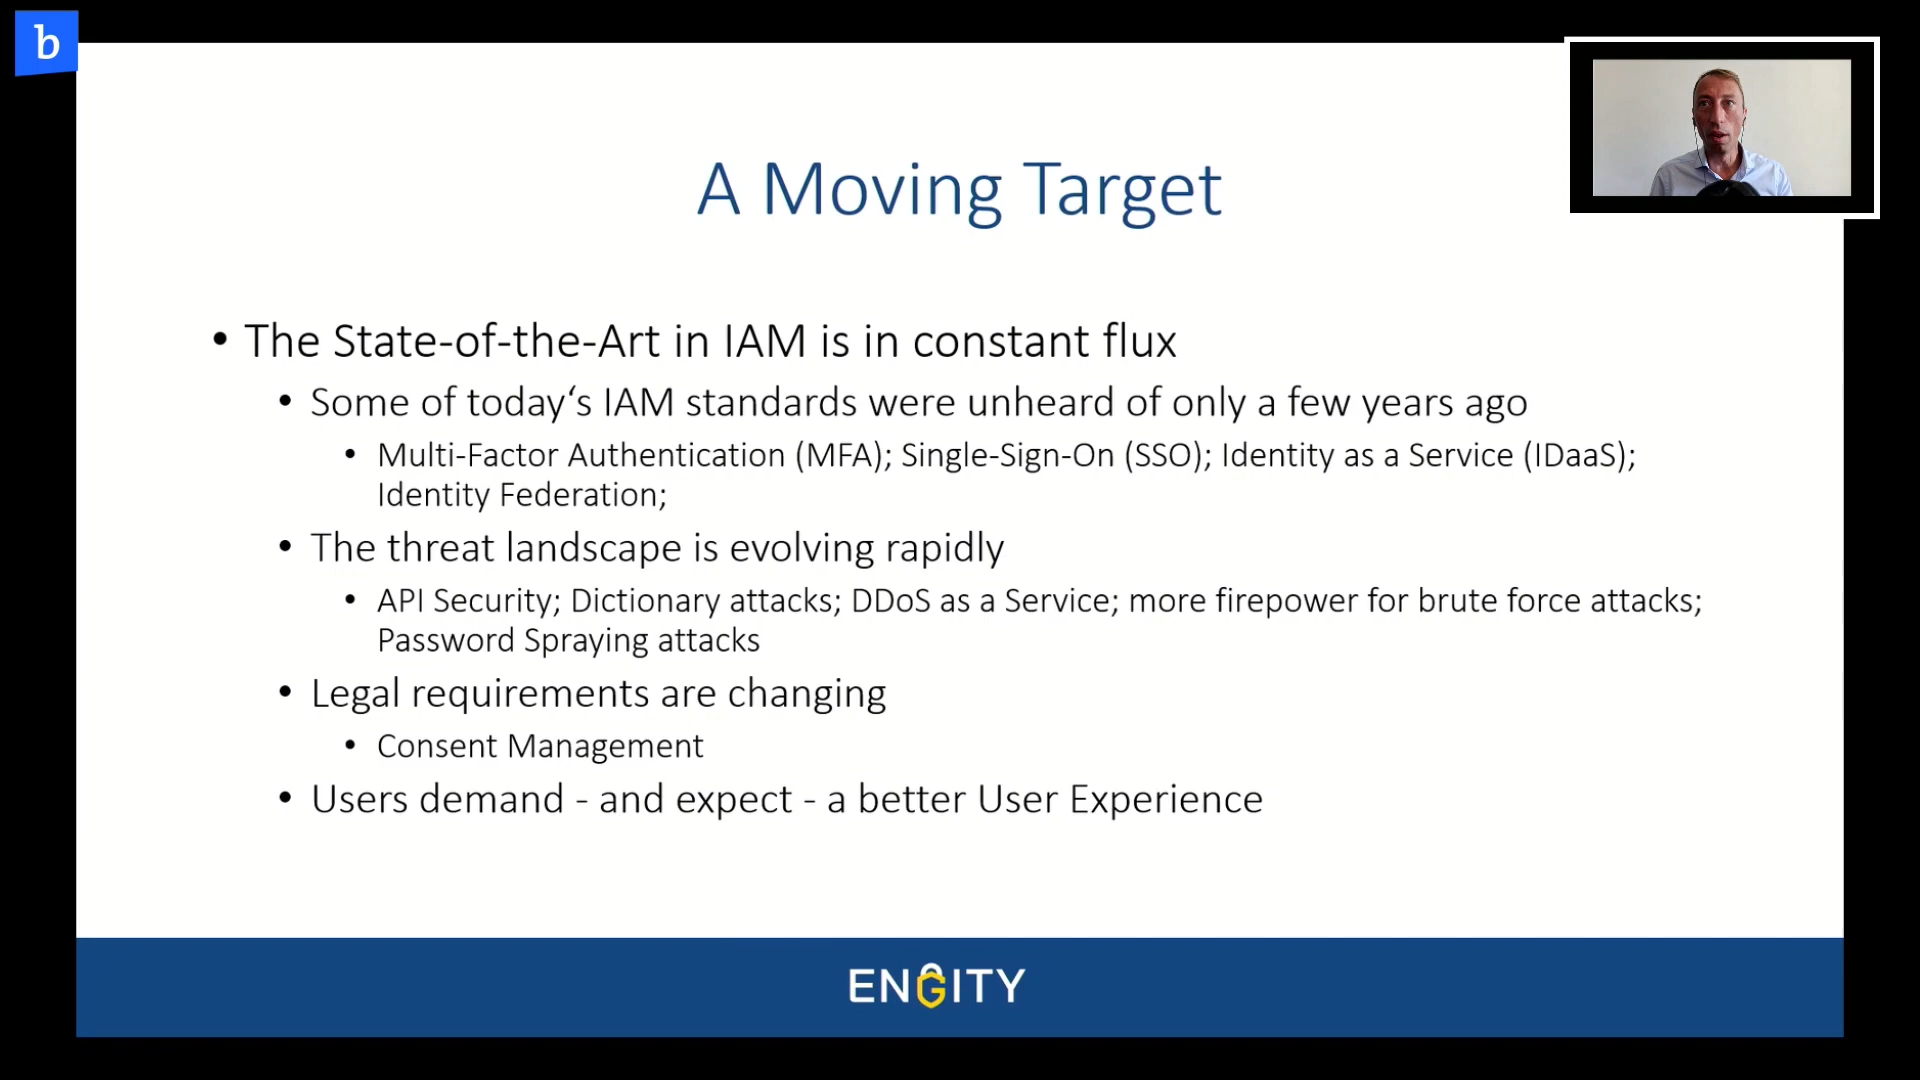 b
A Moving Target
• The State-of-the-Art in IAM is in constant flux
• Some of today‘s IAM standards were unheard of only a few years ago
• Multi-Factor Authentication (MFA); Single-Sign-On (SSO); Identity as a Service (IDaaS);
Identity Federation;
• The threat landscape is evolving rapidly
• API Security; Dictionary attacks; DDoS as a Service; more firepower for brute force attacks;
Password Spraying attacks
• Legal requirements are changing
• Consent Management
• Users demand - and expect - a better User Experience
ENGITY